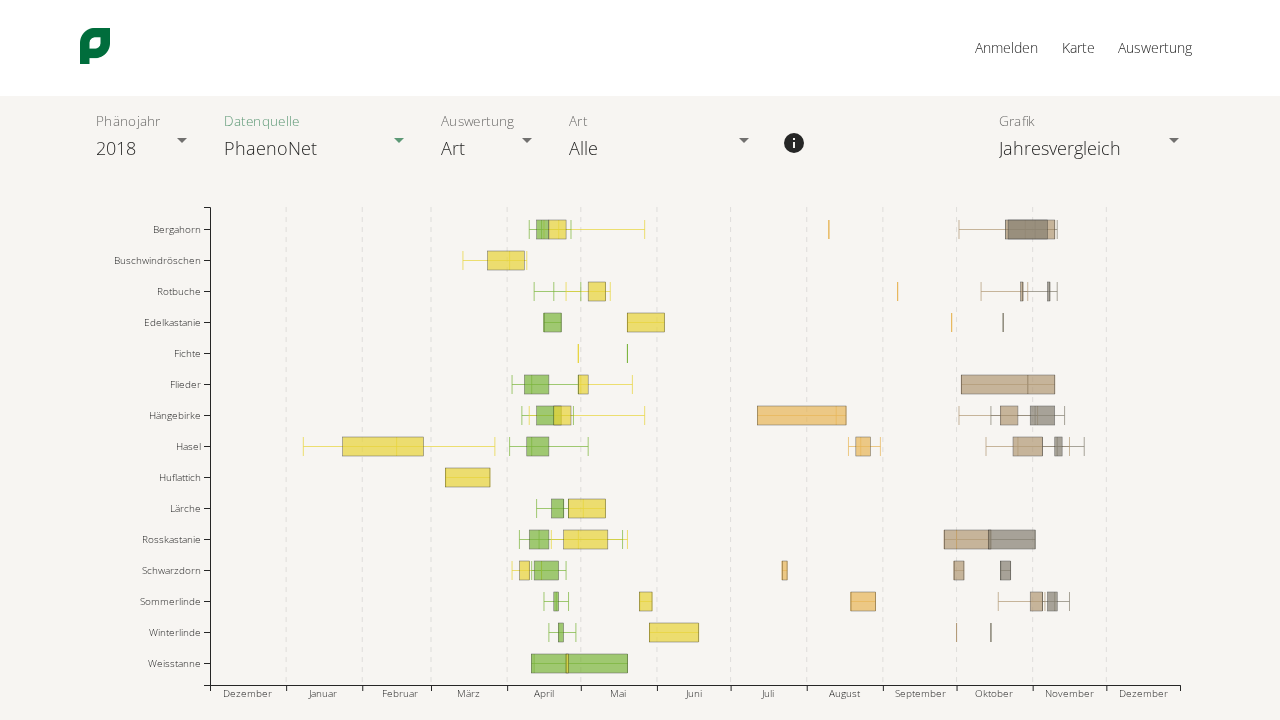 Anmelden Karte Auswertung
Phänojahr Datenquelle Auswertung Art Grafik
2018 PhaenoNet Art Alle Jahresvergleich
Bergahorn
Buschwindröschen
Rotbuche
Edelkastanie
Fichte
Flieder
Hängebirke
Hasel
Huflattich
Lärche
Rosskastanie
Schwarzdorn
Sommerlinde
Winterlinde
Weisstanne
Dezember Januar Februar März April Mai Juni Juli August September Oktober November Dezember